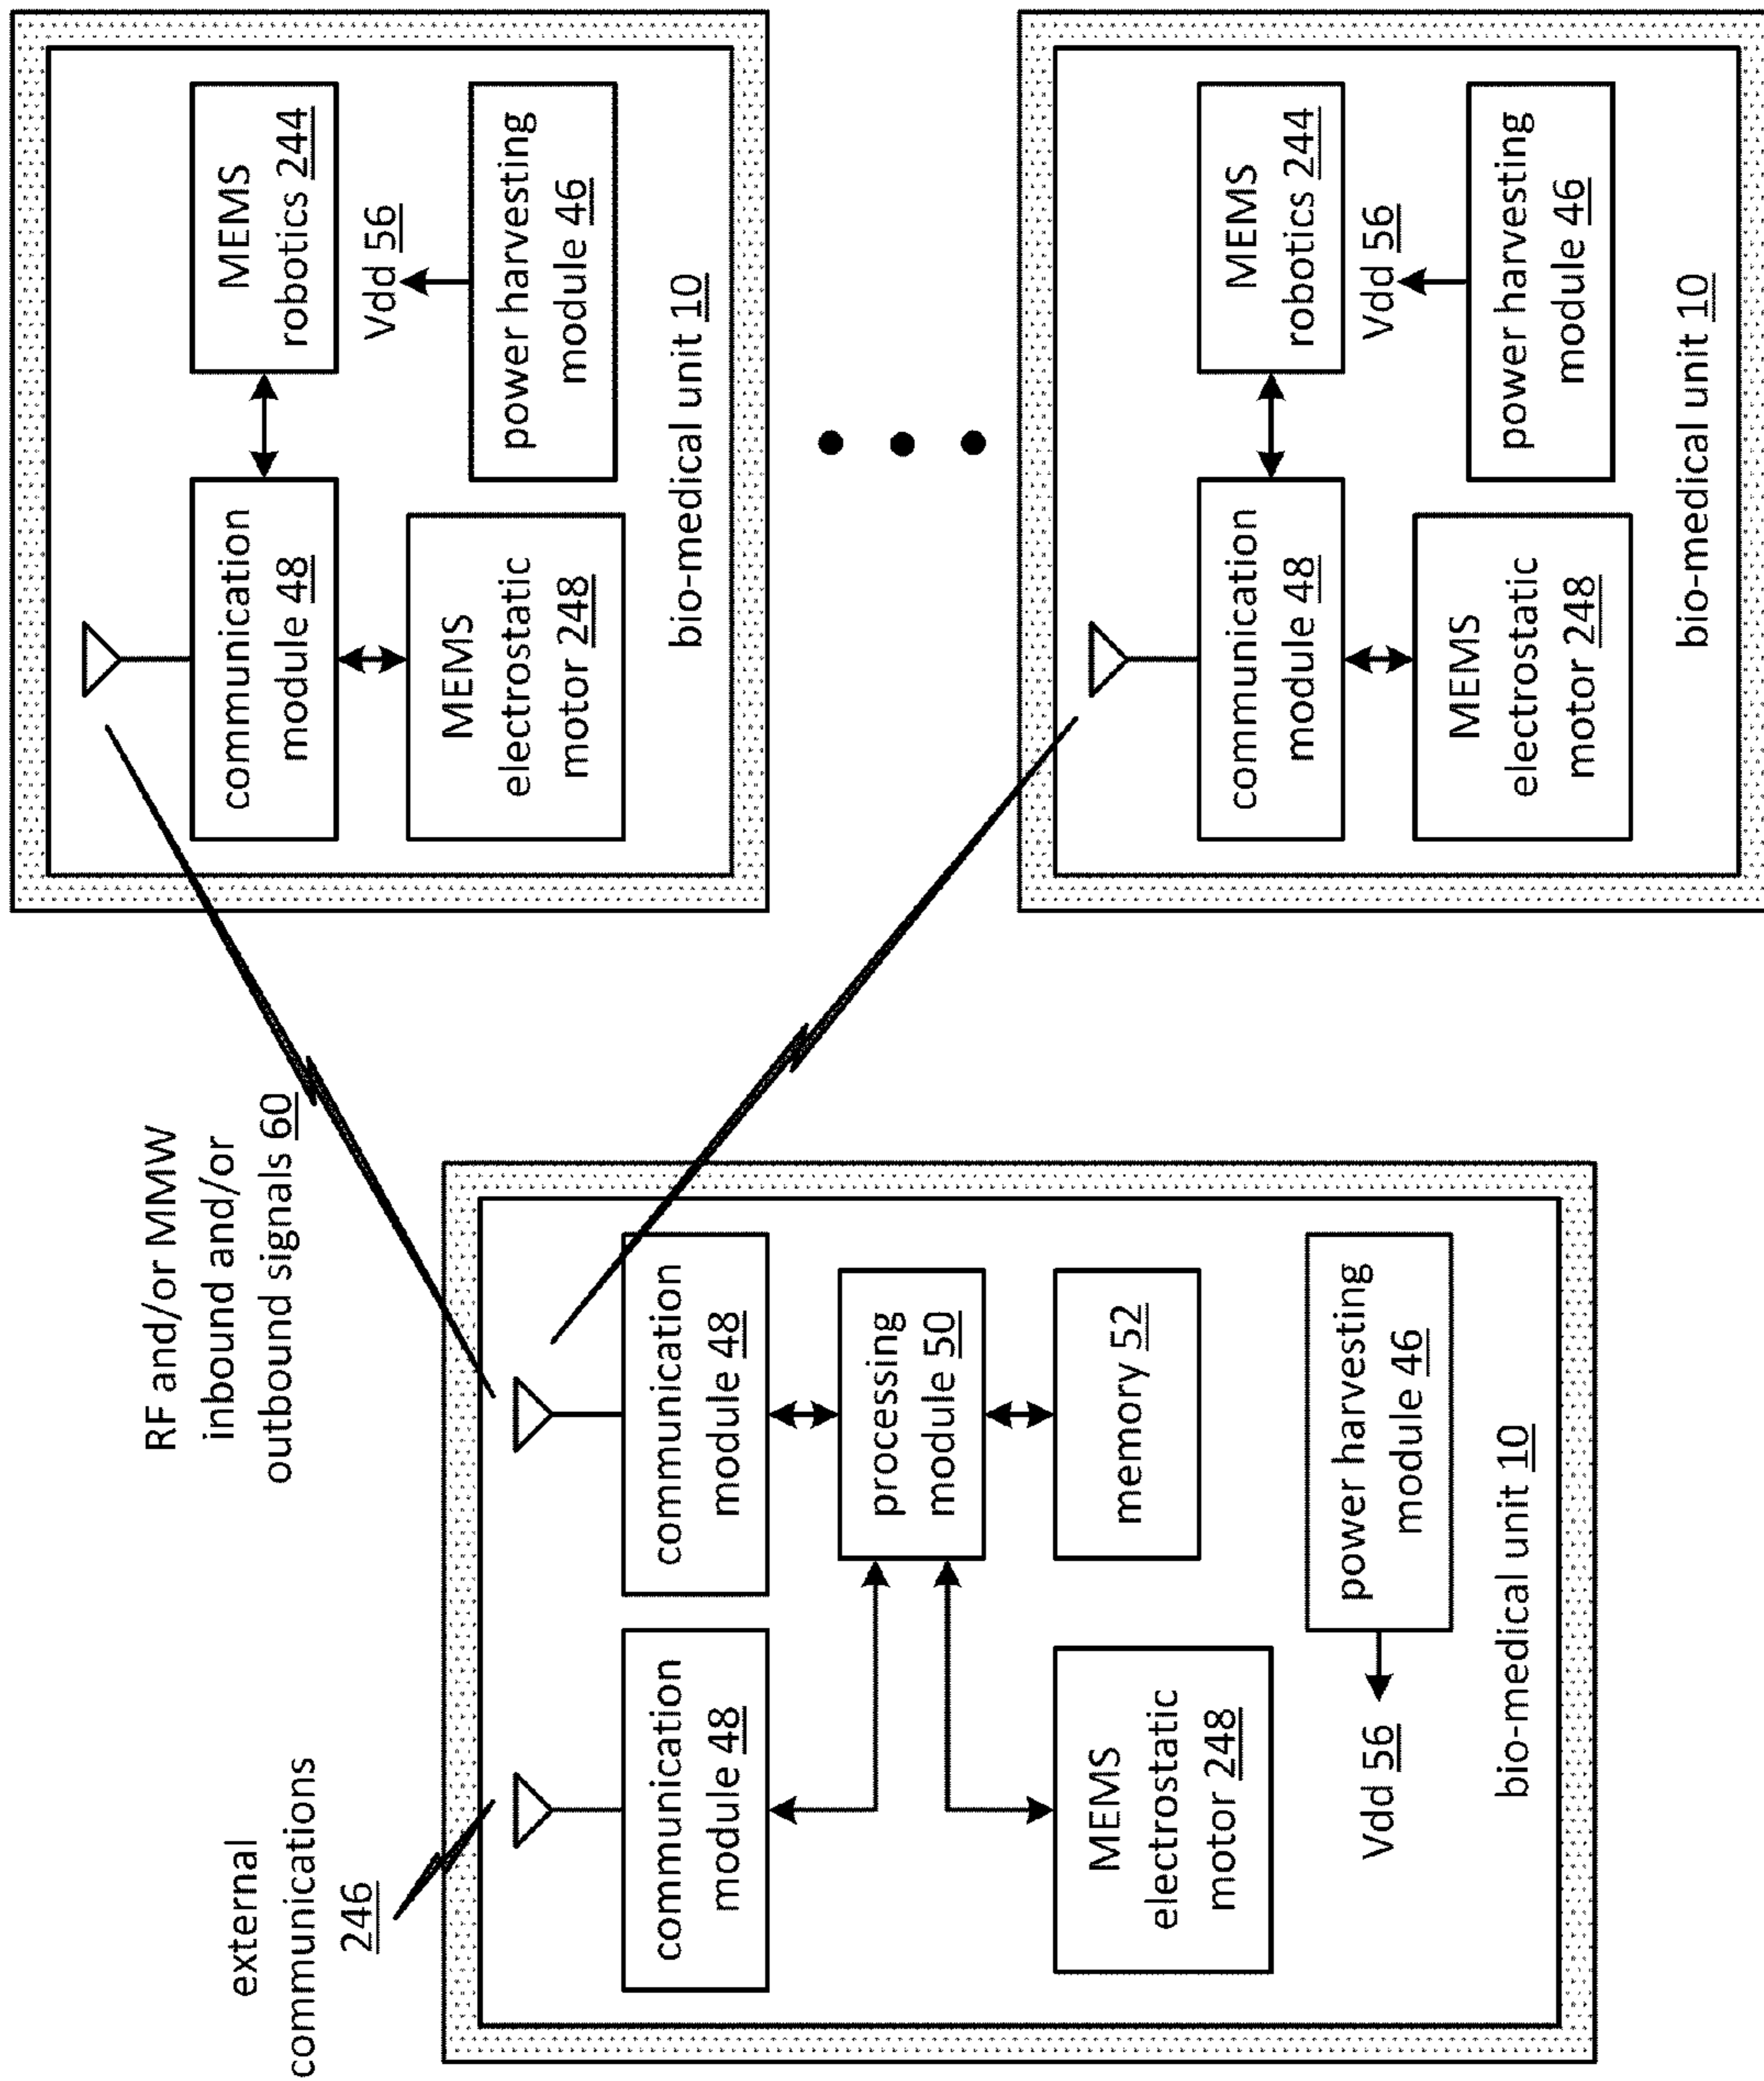 external
communications
246
RF and/or MMW
inbound and/or
outbound signals 60
communication
module 48
communication
module 48
processing
module 50
MEMS
electrostatic
motor 248
memory 52
Vdd 56
power harvesting
module 46
bio-medical unit 10
communication
module 48
MEMS
robotics 244
Vdd 56
MEMS
electrostatic
motor 248
power harvesting
module 46
bio-medical unit 10
communication
module 48
MEMS
robotics 244
Vdd 56
MEMS
electrostatic
motor 248
power harvesting
module 46
bio-medical unit 10